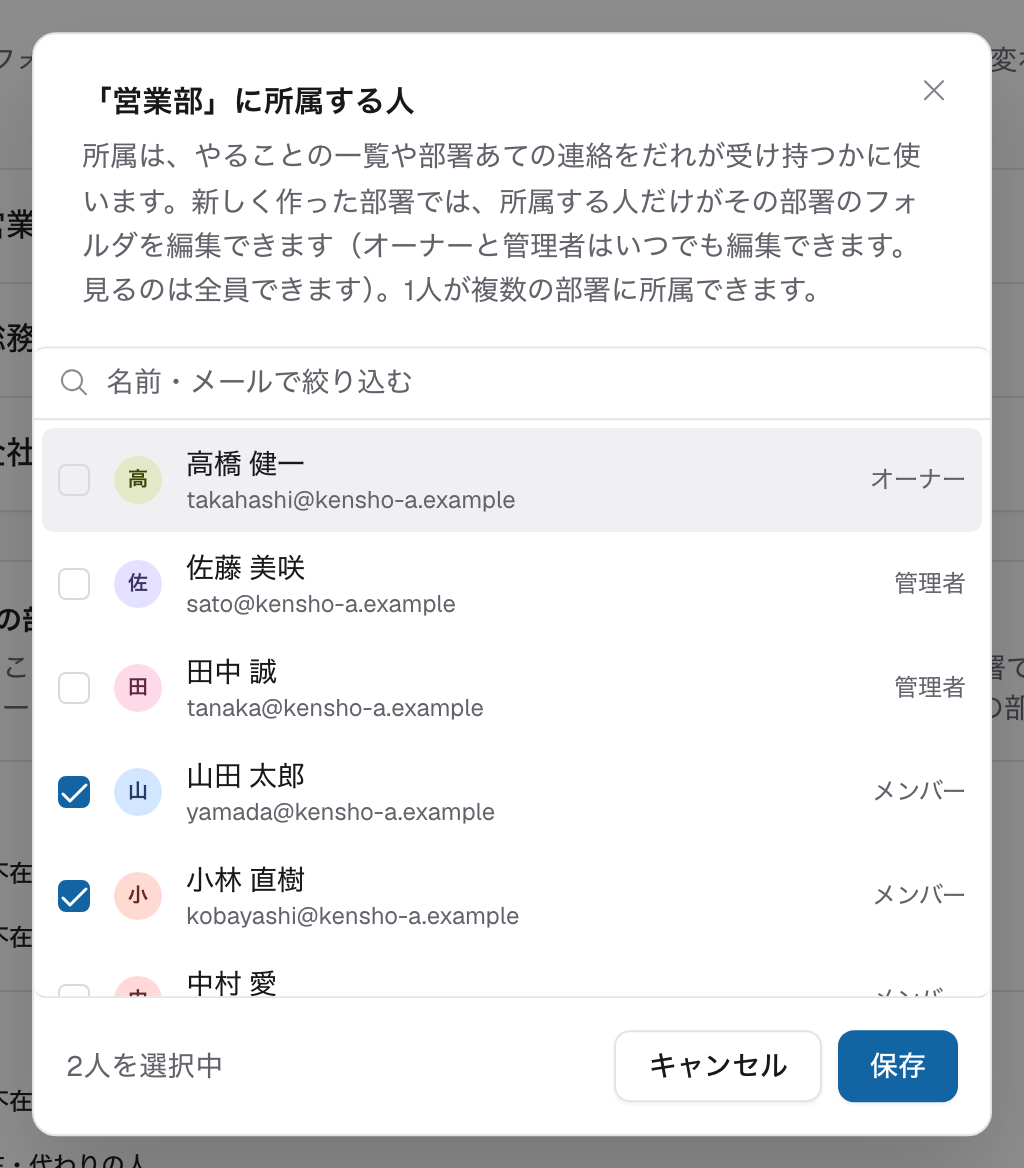 「営業部」に所属する人
所属は、やることの一覧や部署あての連絡をだれが受け持つかに使
います。新しく作った部署では、所属する人だけがその部署のフォ
ルダを編集できます（オーナーと管理者はいつでも編集できます。
見るのは全員できます）。1人が複数の部署に所属できます。
名前・メールで絞り込む
高 高橋 健一 オーナー
takahashi@kensho-a.example
佐 佐藤 美咲 管理者
sato@kensho-a.example
田 田中 誠 管理者
tanaka@kensho-a.example
山 山田 太郎 メンバー
yamada@kensho-a.example
小 小林 直樹 メンバー
kobayashi@kensho-a.example
中村 愛 メンバー
2人を選択中 キャンセル 保存
代わりの人